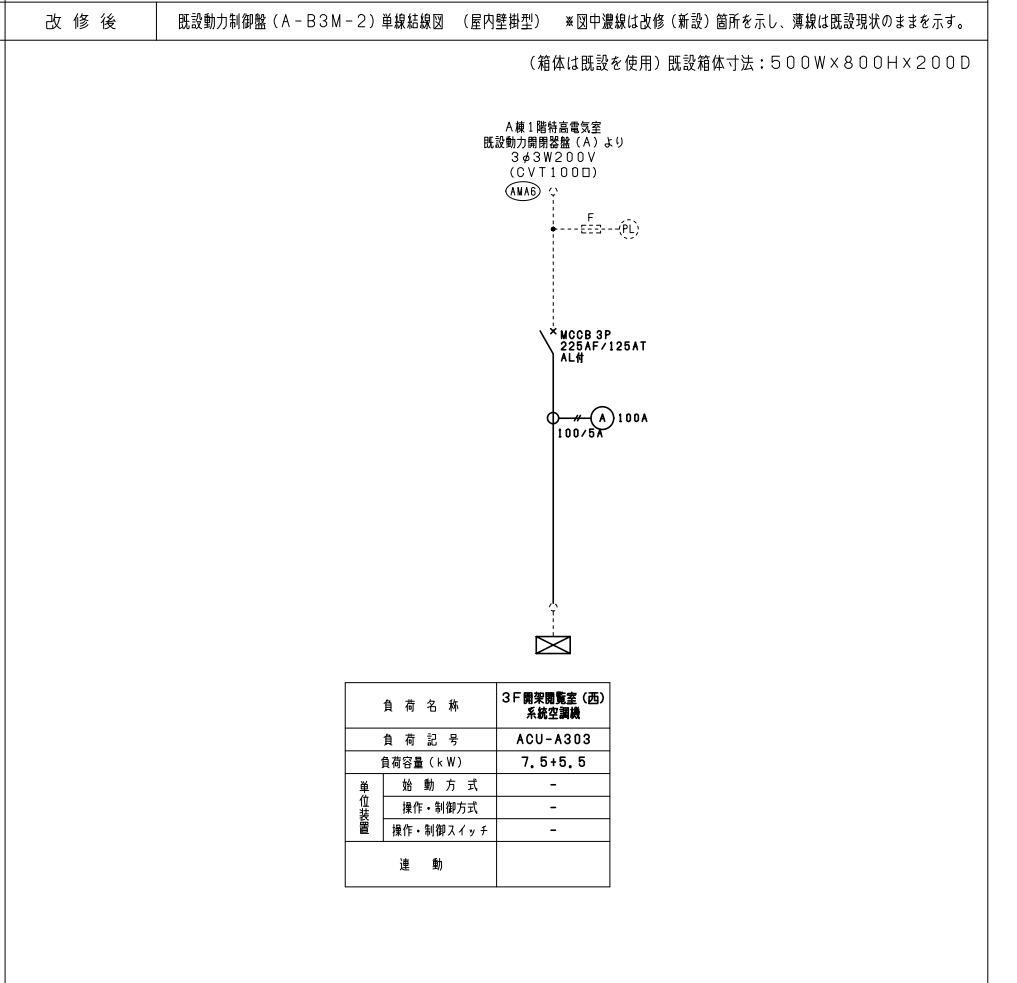 改修後
既設動力制御盤（A-B3M-2）単線結線図 （屋内壁掛型） ※図中濃線は改修（新設）箇所を示し、薄線は既設現状のままを示す。
（箱体は既設を使用）既設箱体寸法：500W×800H×200D
A棟1階特高電気室
既設動力開閉器盤（A）より
3φ3W200V
（CVT100□）
AMA6
F
PL
MCCB 3P
225AF/125AT
AL付
A 100A
100/5A
負荷名称 3F開架閲覧室（西）系統空調機
負荷記号 ACU-A303
負荷容量（kW） 7.5+5.5
単位装置
始動方式 -
操作・制御方式 -
操作・制御スイッチ -
連動